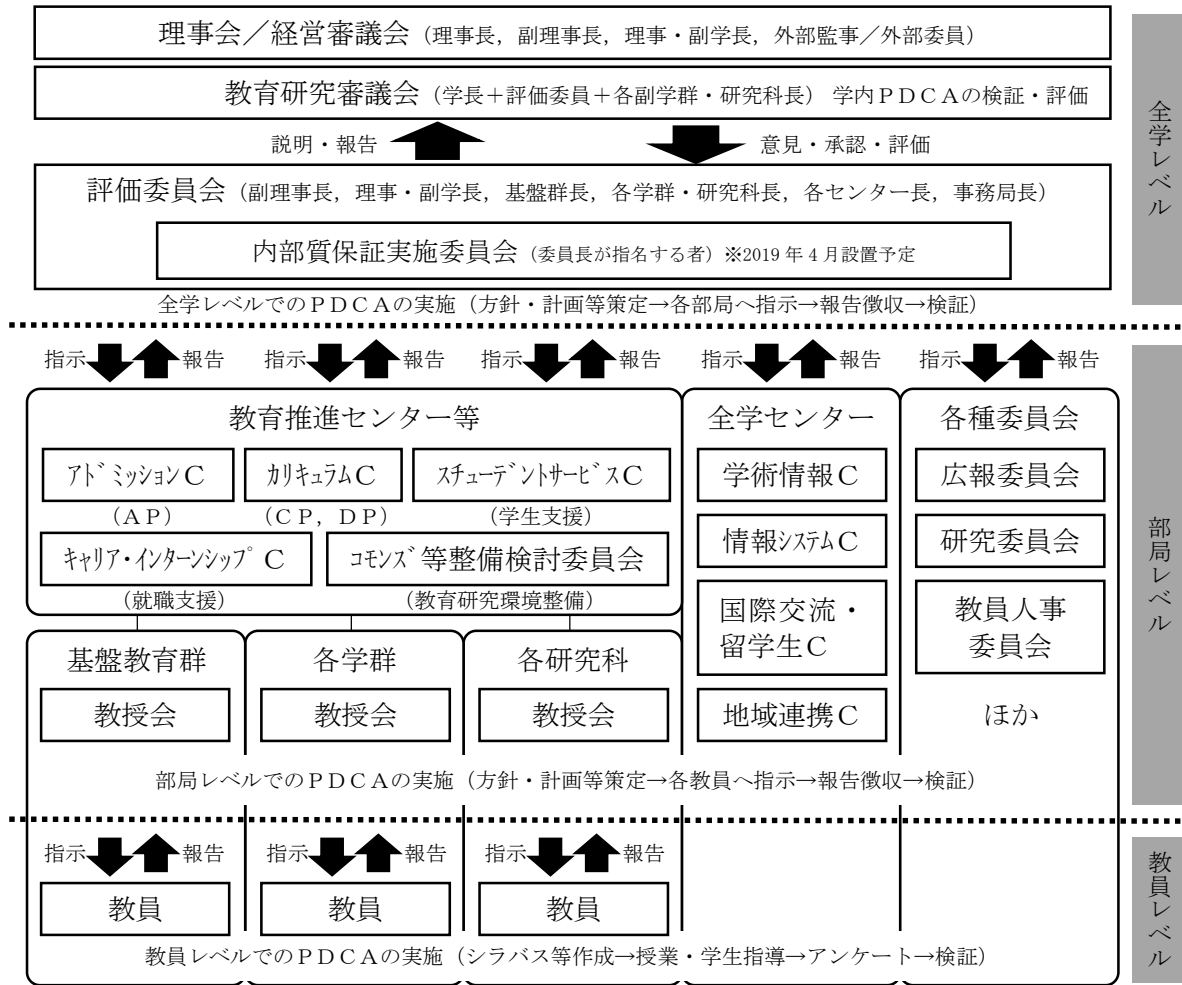 理事会／経営審議会（理事長，副理事長，理事・副学長，外部監事／外部委員）
教育研究審議会（学長＋評価委員＋各副学群・研究科長） 学内ＰＤＣＡの検証・評価
説明・報告 意見・承認・評価
評価委員会（副理事長，理事・副学長，基盤群長，各学群・研究科長，各センター長，事務局長）
内部質保証実施委員会（委員長が指名する者）※2019年4月設置予定
全学レベルでのＰＤＣＡの実施（方針・計画等策定→各部局へ指示→報告徴収→検証）
全学レベル
指示 報告 指示 報告 指示 報告 指示 報告 指示 報告
教育推進センター等
ｱﾄﾞﾐｯｼｮﾝＣ ｶﾘｷｭﾗﾑＣ ｽﾁｭｰﾃﾞﾝﾄｻｰﾋﾞｽＣ
（ＡＰ） （ＣＰ，ＤＰ） （学生支援）
ｷｬﾘｱ・ｲﾝﾀｰﾝｼｯﾌﾟＣ ｺﾓﾝｽﾞ等整備検討委員会
（就職支援） （教育研究環境整備）
基盤教育群 各学群 各研究科
教授会 教授会 教授会
全学センター
学術情報Ｃ
情報ｼｽﾃﾑＣ
国際交流・
留学生Ｃ
地域連携Ｃ
各種委員会
広報委員会
研究委員会
教員人事
委員会
ほか
部局レベルでのＰＤＣＡの実施（方針・計画等策定→各教員へ指示→報告徴収→検証）
部局レベル
指示 報告 指示 報告 指示 報告
教員 教員 教員
教員レベルでのＰＤＣＡの実施（シラバス等作成→授業・学生指導→アンケート→検証）
教員レベル